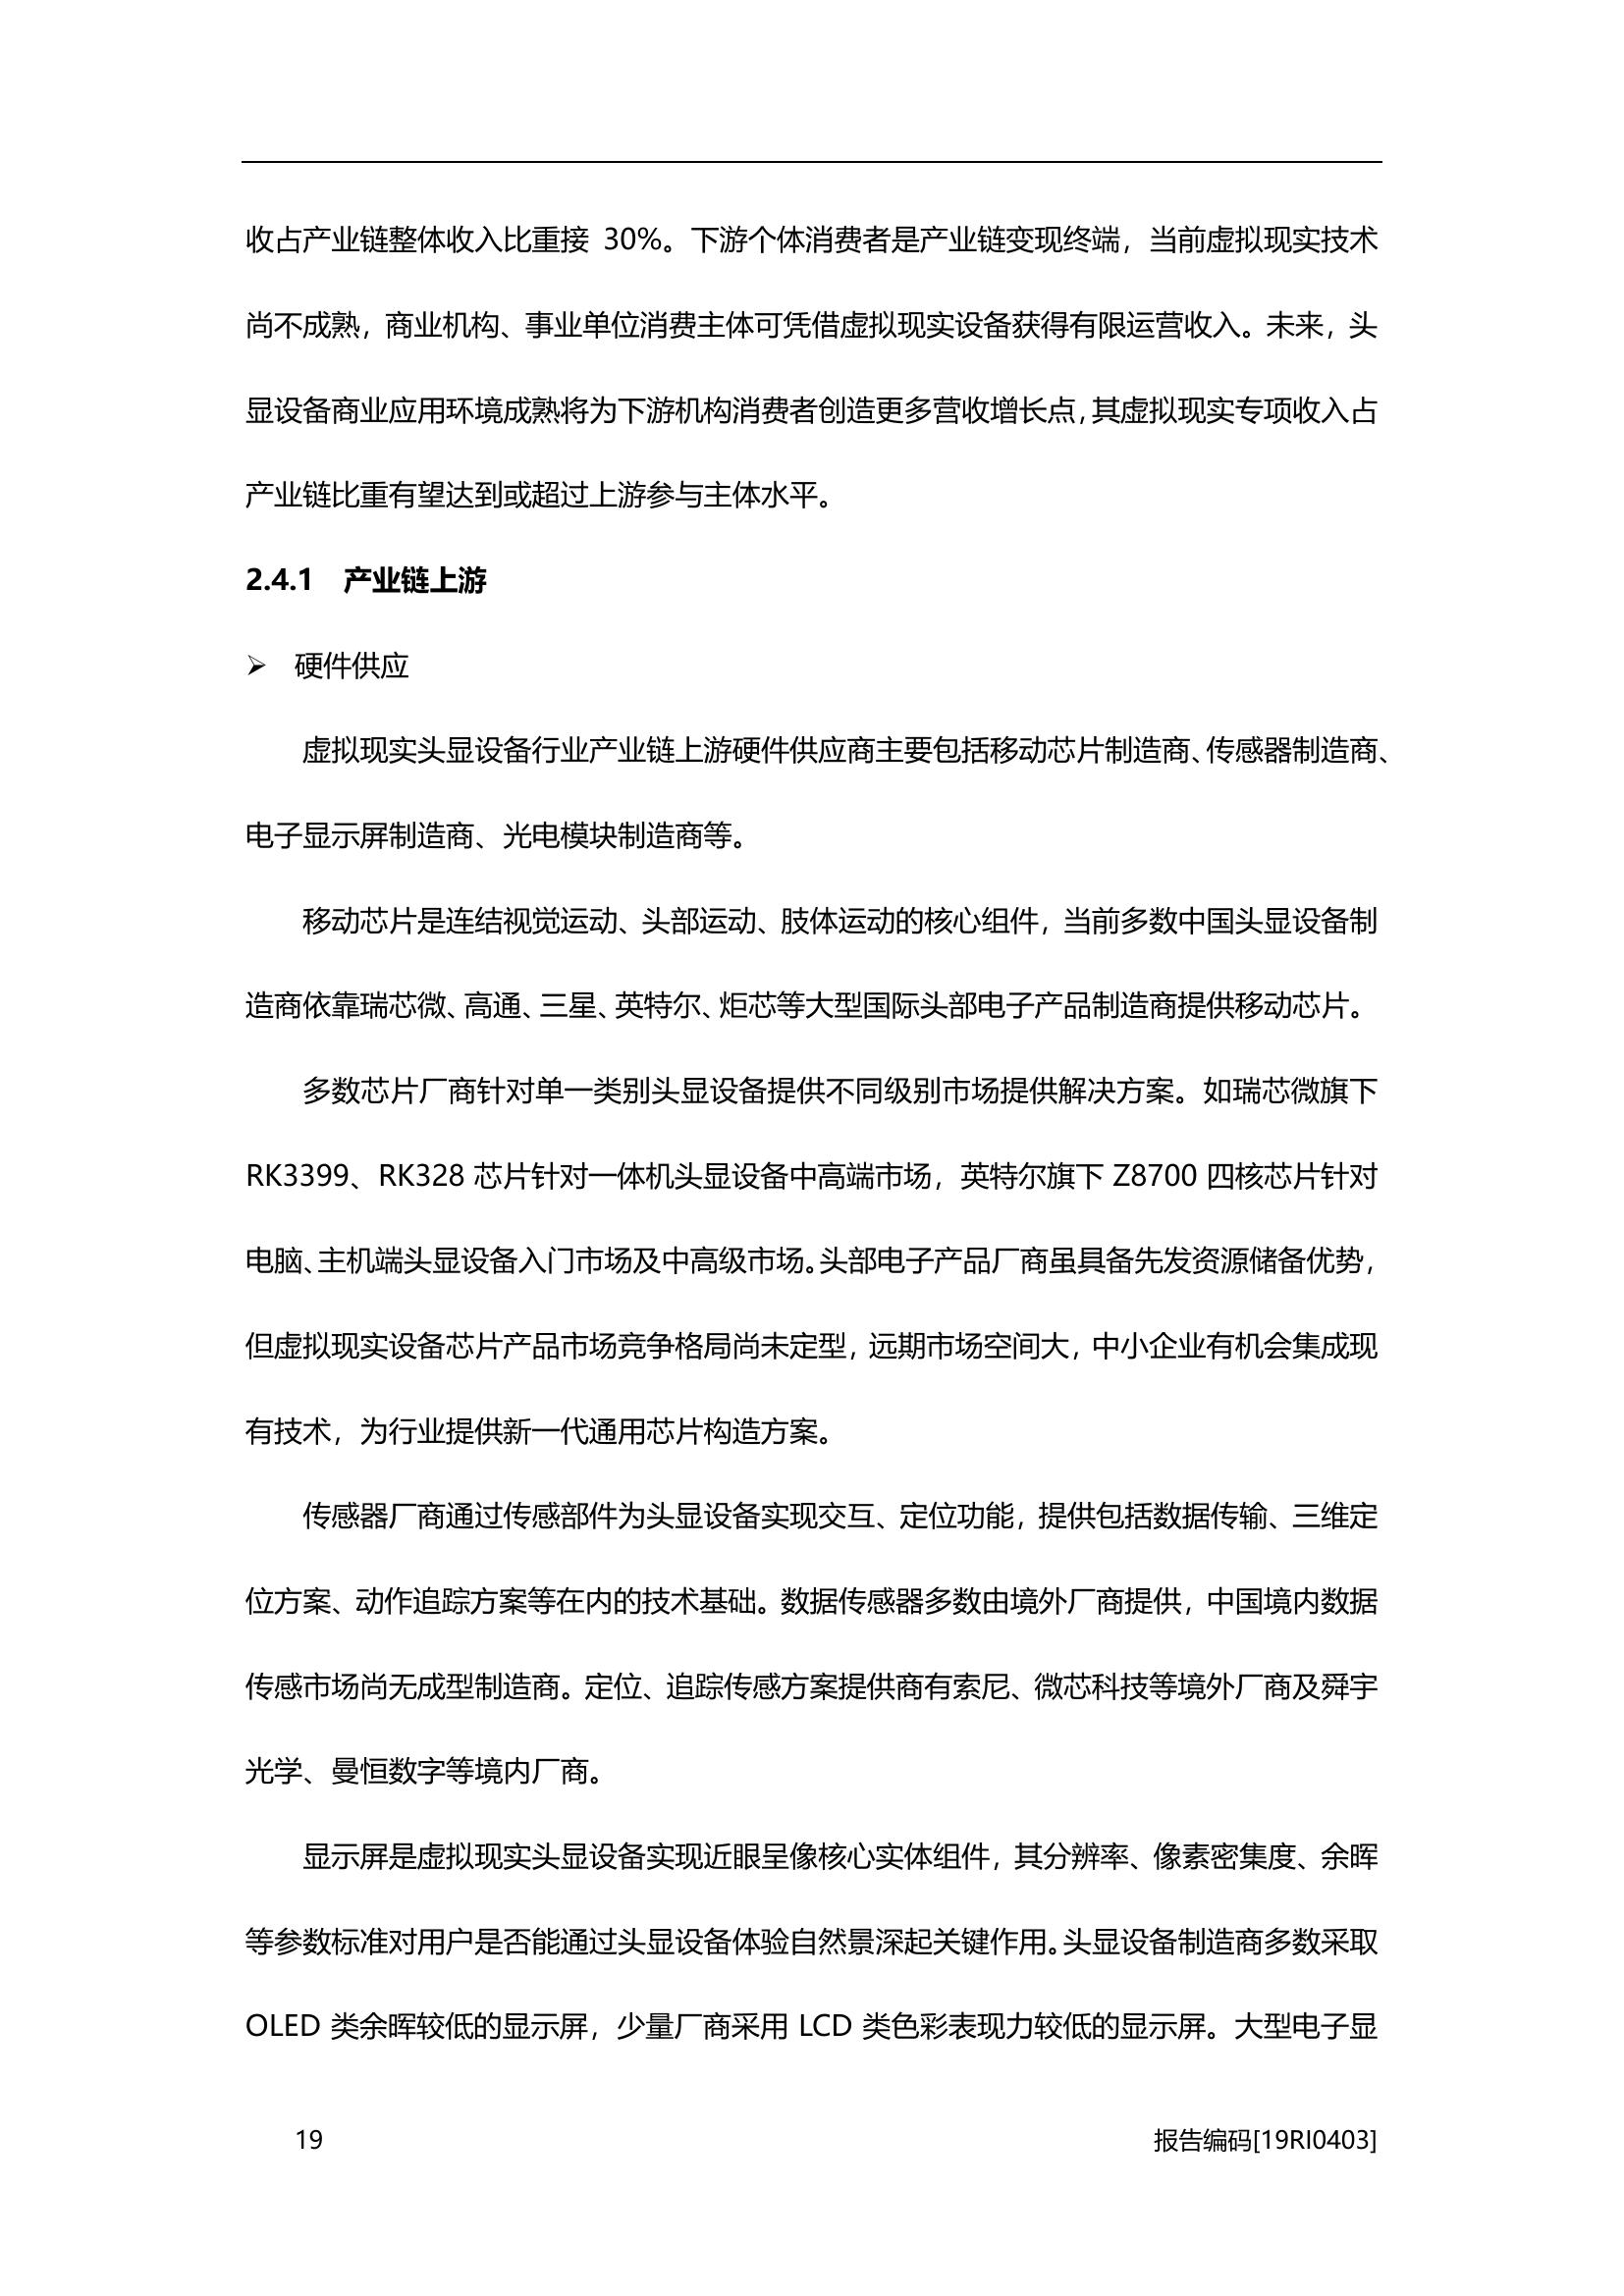 收占产业链整体收入比重接 30%。下游个体消费者是产业链变现终端，当前虚拟现实技术
尚不成熟，商业机构、事业单位消费主体可凭借虚拟现实设备获得有限运营收入。未来，头
显设备商业应用环境成熟将为下游机构消费者创造更多营收增长点，其虚拟现实专项收入占
产业链比重有望达到或超过上游参与主体水平。
2.4.1 产业链上游
➢ 硬件供应
虚拟现实头显设备行业产业链上游硬件供应商主要包括移动芯片制造商、传感器制造商、
电子显示屏制造商、光电模块制造商等。
移动芯片是连结视觉运动、头部运动、肢体运动的核心组件，当前多数中国头显设备制
造商依靠瑞芯微、高通、三星、英特尔、炬芯等大型国际头部电子产品制造商提供移动芯片。
多数芯片厂商针对单一类别头显设备提供不同级别市场提供解决方案。如瑞芯微旗下
RK3399、RK328 芯片针对一体机头显设备中高端市场，英特尔旗下 Z8700 四核芯片针对
电脑、主机端头显设备入门市场及中高级市场。头部电子产品厂商虽具备先发资源储备优势，
但虚拟现实设备芯片产品市场竞争格局尚未定型，远期市场空间大，中小企业有机会集成现
有技术，为行业提供新一代通用芯片构造方案。
传感器厂商通过传感部件为头显设备实现交互、定位功能，提供包括数据传输、三维定
位方案、动作追踪方案等在内的技术基础。数据传感器多数由境外厂商提供，中国境内数据
传感市场尚无成型制造商。定位、追踪传感方案提供商有索尼、微芯科技等境外厂商及舜宇
光学、曼恒数字等境内厂商。
显示屏是虚拟现实头显设备实现近眼呈像核心实体组件，其分辨率、像素密集度、余晖
等参数标准对用户是否能通过头显设备体验自然景深起关键作用。头显设备制造商多数采取
OLED 类余晖较低的显示屏，少量厂商采用 LCD 类色彩表现力较低的显示屏。大型电子显
19 报告编码[19RI0403]